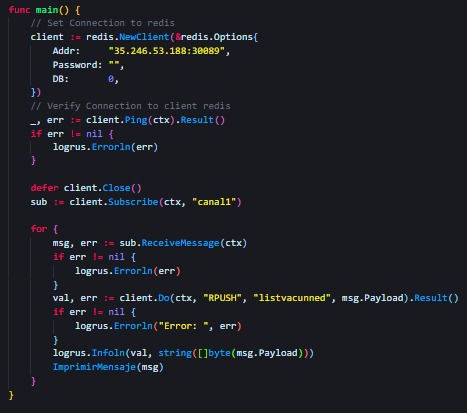 func main() {
    // Set Connection to redis
    client := redis.NewClient(&redis.Options{
        Addr:     "35.246.53.188:30089",
        Password: "",
        DB:       0,
    })
    // Verify Connection to client redis
    _, err := client.Ping(ctx).Result()
    if err != nil {
        logrus.Errorln(err)
    }

    defer client.Close()
    sub := client.Subscribe(ctx, "canal1")

    for {
        msg, err := sub.ReceiveMessage(ctx)
        if err != nil {
            logrus.Errorln(err)
        }
        val, err := client.Do(ctx, "RPUSH", "listvacunned", msg.Payload).Result()
        if err != nil {
            logrus.Errorln("Error: ", err)
        }
        logrus.Infoln(val, string([]byte(msg.Payload)))
        ImprimirMensaje(msg)
    }
}